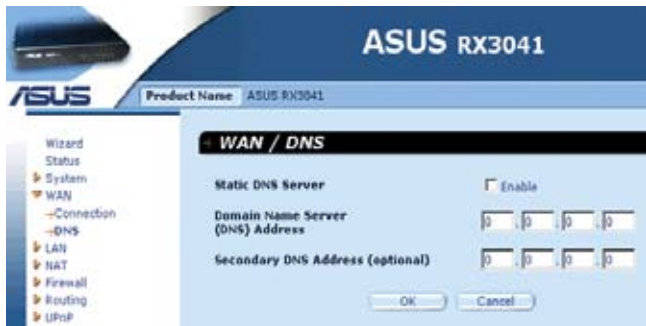 ASUS RX3041
ASUS
Product Name ASUS RX3041
Wizard
Status
System
WAN
Connection
DNS
LAN
NAT
Firewall
Routing
UPnP
WAN / DNS
Static DNS Server Enable
Domain Name Server
(DNS) Address 0 . 0 . 0 . 0
Secondary DNS Address (optional) 0 . 0 . 0 . 0
OK Cancel